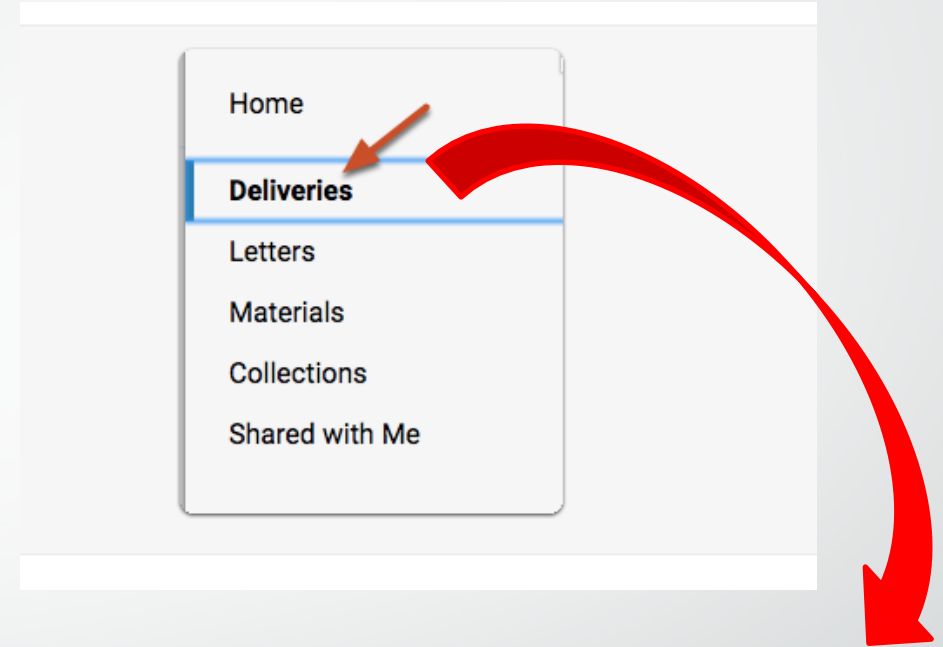 Home
Deliveries
Letters
Materials
Collections
Shared with Me